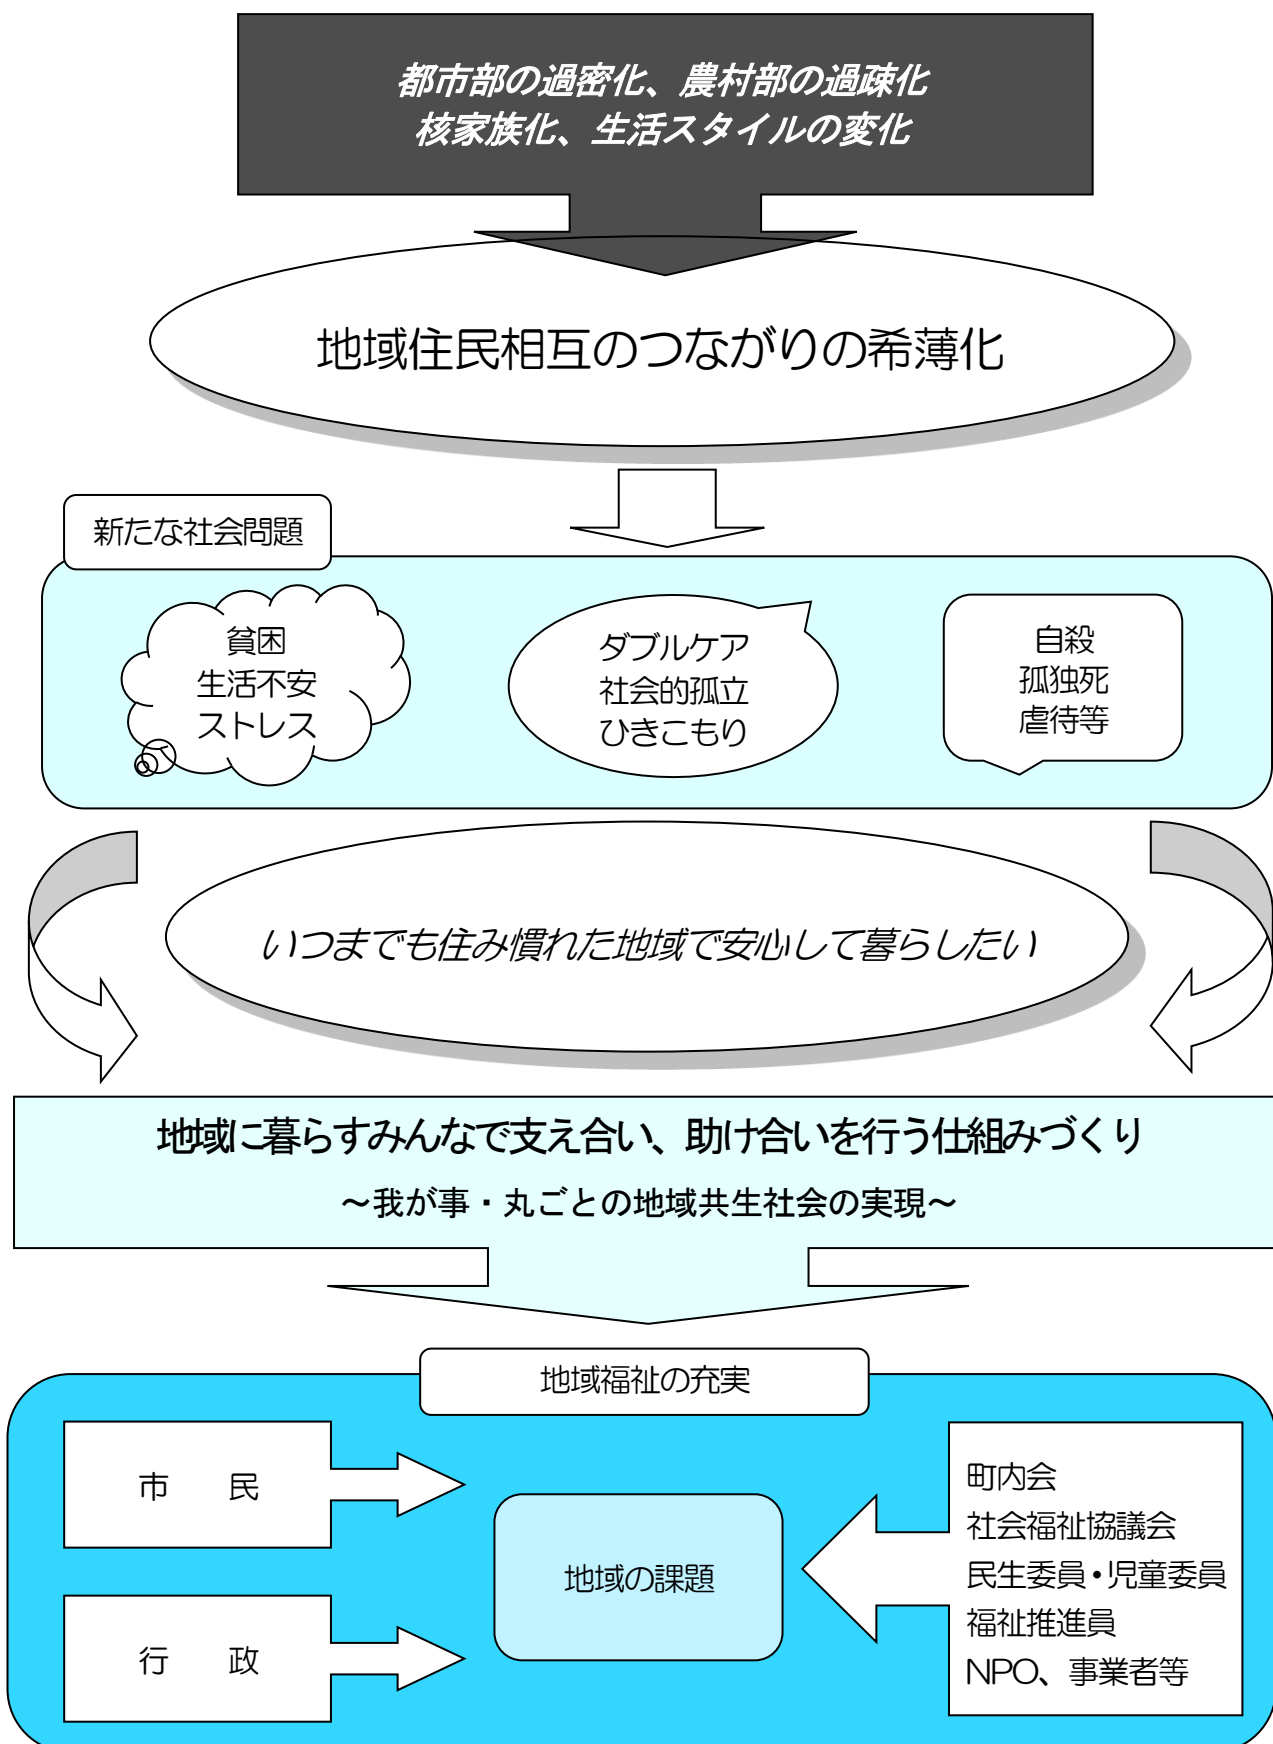 都市部の過密化、農村部の過疎化
核家族化、生活スタイルの変化
地域住民相互のつながりの希薄化
新たな社会問題
貧困
生活不安
ストレス
ダブルケア
社会的孤立
ひきこもり
自殺
孤独死
虐待等
いつまでも住み慣れた地域で安心して暮らしたい
地域に暮らすみんなで支え合い、助け合いを行う仕組みづくり
～我が事・丸ごとの地域共生社会の実現～
地域福祉の充実
市　　民
行　　政
地域の課題
町内会
社会福祉協議会
民生委員・児童委員
福祉推進員
NPO、事業者等